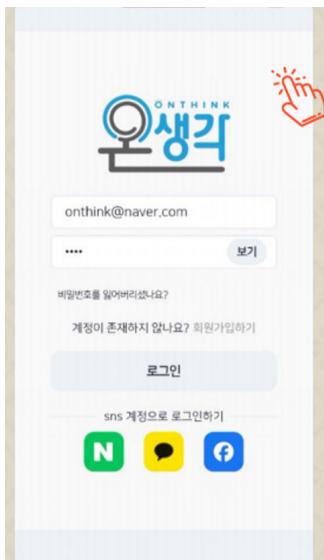 ONTHINK
온생각
onthink@naver.com
••••
보기
비밀번호를 잃어버리셨나요?
계정이 존재하지 않나요? 회원가입하기
로그인
sns 계정으로 로그인하기
N